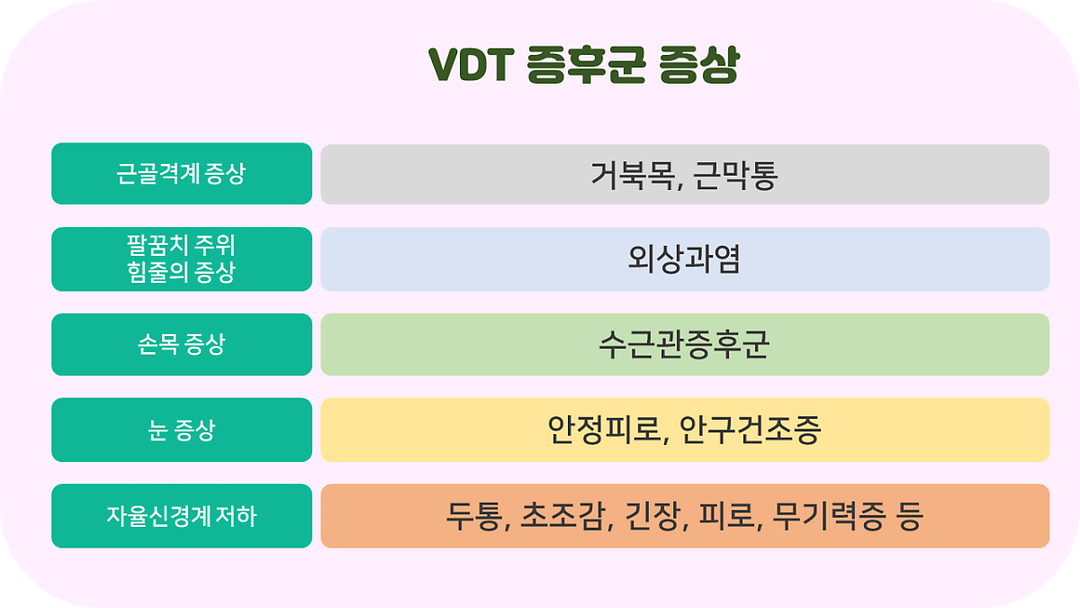 VDT 증후군 증상
근골격계 증상
거북목, 근막통
팔꿈치 주위
힘줄의 증상
외상과염
손목 증상
수근관증후군
눈 증상
안정피로, 안구건조증
자율신경계 저하
두통, 초조감, 긴장, 피로, 무기력증 등